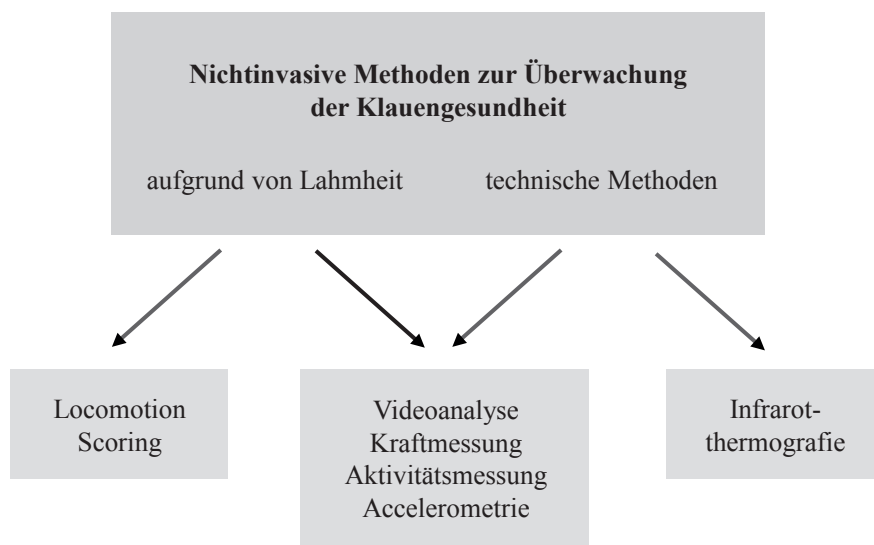 Nichtinvasive Methoden zur Überwachung
der Klauengesundheit
aufgrund von Lahmheit
technische Methoden
Locomotion
Scoring
Videoanalyse
Kraftmessung
Aktivitätsmessung
Accelerometrie
Infrarot-
thermografie